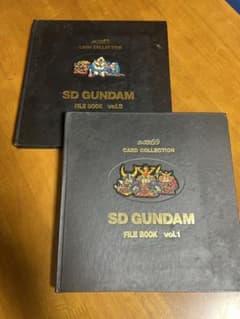 CARD COLLECTION
SD GUNDAM
FILE BOOK vol.2
CARD COLLECTION
SD GUNDAM
FILE BOOK vol.1